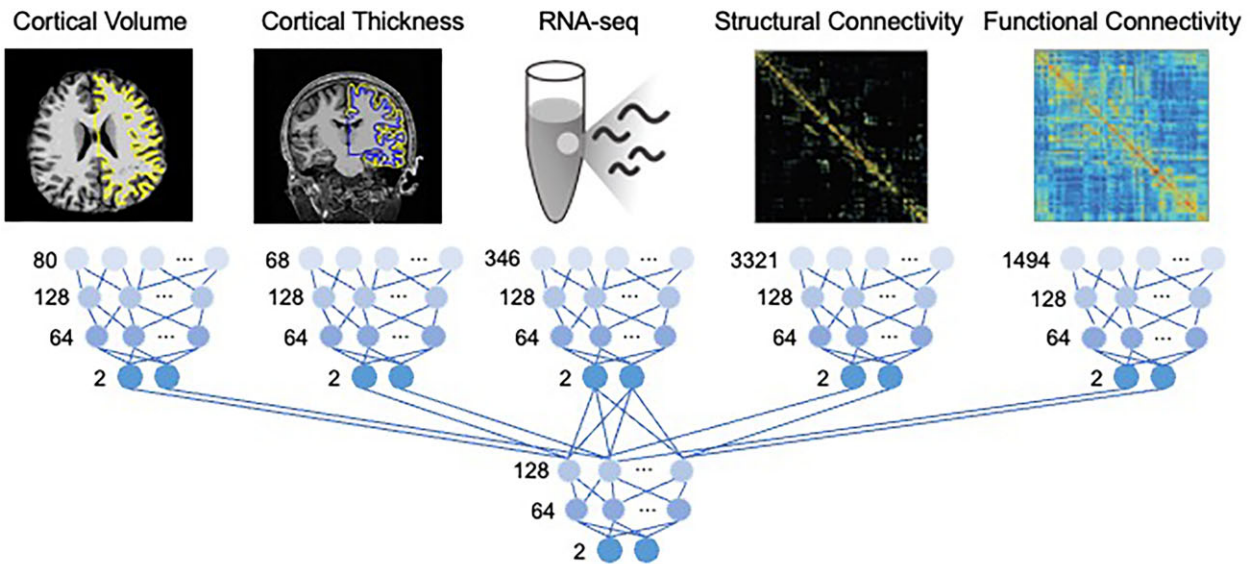 Cortical Volume Cortical Thickness RNA-seq Structural Connectivity Functional Connectivity
80 ... 68 ... 346 ... 3321 ... 1494 ...
128 ... 128 ... 128 ... 128 ... 128 ...
64 ... 64 ... 64 ... 64 ... 64 ...
2 2 2 2 2
128 ...
64 ...
2